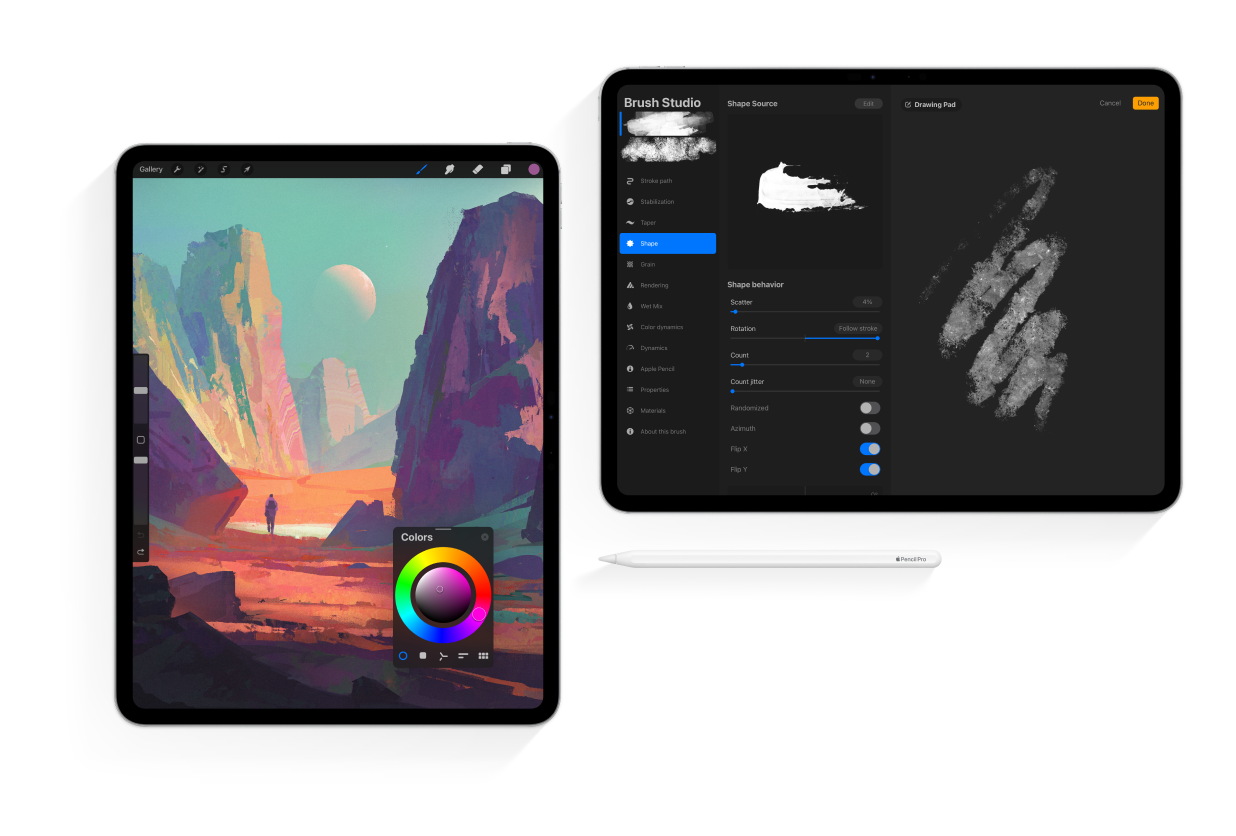 Gallery
Colors
Brush Studio
Stroke path
Stabilization
Taper
Shape
Grain
Rendering
Wet Mix
Color dynamics
Dynamics
Apple Pencil
Properties
Materials
About this brush
Shape Source
Edit
Shape behavior
Scatter
4%
Rotation
Follow stroke
Count
2
Count jitter
None
Randomized
Azimuth
Flip X
Flip Y
Drawing Pad
Cancel
Done
Pencil Pro